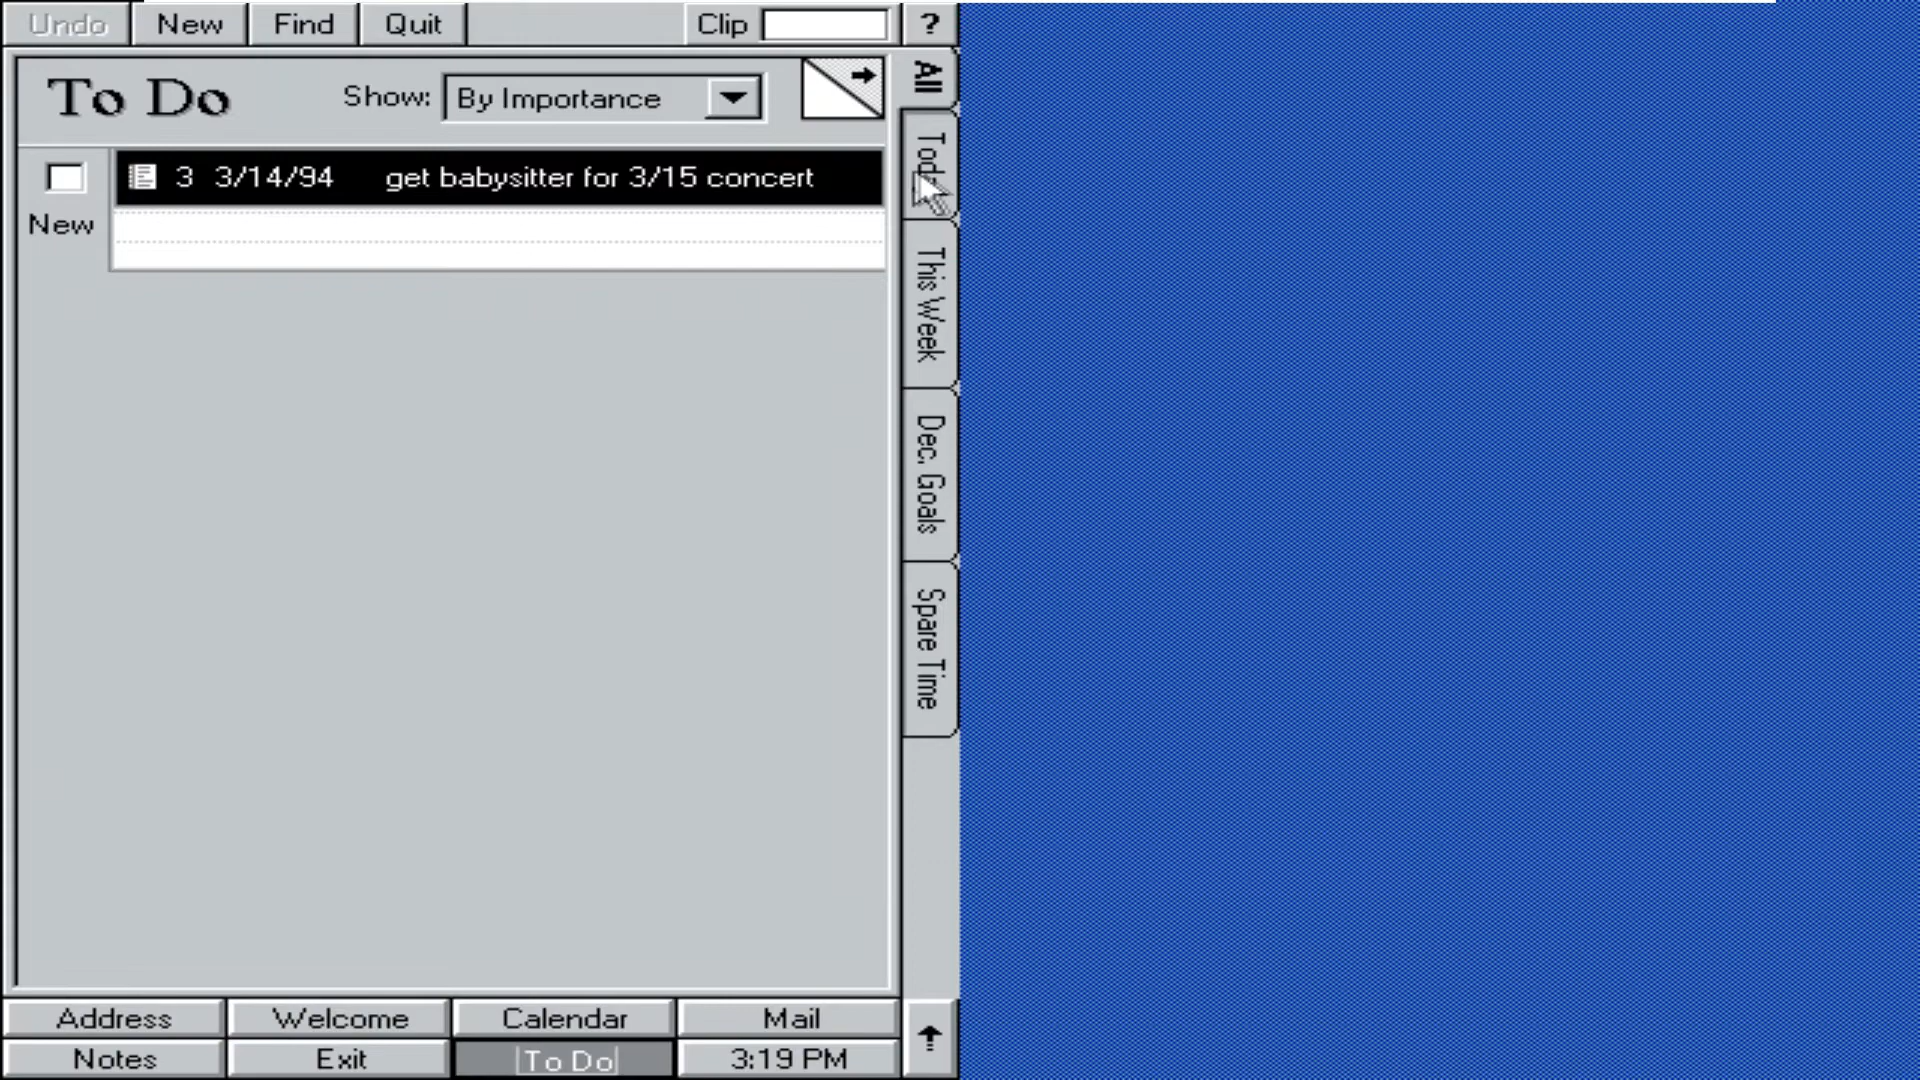 Undo New Find Quit Clip ?
To Do Show: By Importance
3 3/14/94 get babysitter for 3/15 concert
New
All
This Week
Dec. Goals
Spare Time
Address Welcome Calendar Mail
Notes Exit To Do 3:19 PM